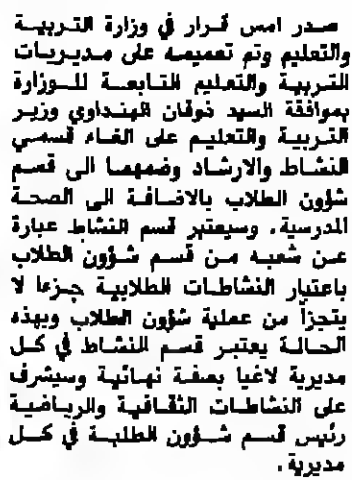 صدر امس قرار في وزارة التربية
والتعليم وتم تعميمه على مديريات
التربية والتعليم التابعة للوزارة
بموافقة السيد ذوقان الهنداوي وزير
التربية والتعليم على الغاء قسمي
النشاط والارشاد وضمهما الى قسم
شؤون الطلاب بالاضافة الى الصحة
المدرسية. وسيعتبر قسم النشاط عبارة
عن شعبه من قسم شؤون الطلاب
باعتبار النشاطات الطلابية جزءا لا
يتجزأ من عملية شؤون الطلاب وبهذه
الحالة يعتبر قسم النشاط في كل
مديرية لاغيا بصفة نهائية وسيشرف
على النشاطات الثقافية والرياضية
رئيس قسم شؤون الطلبة في كل
مديرية.